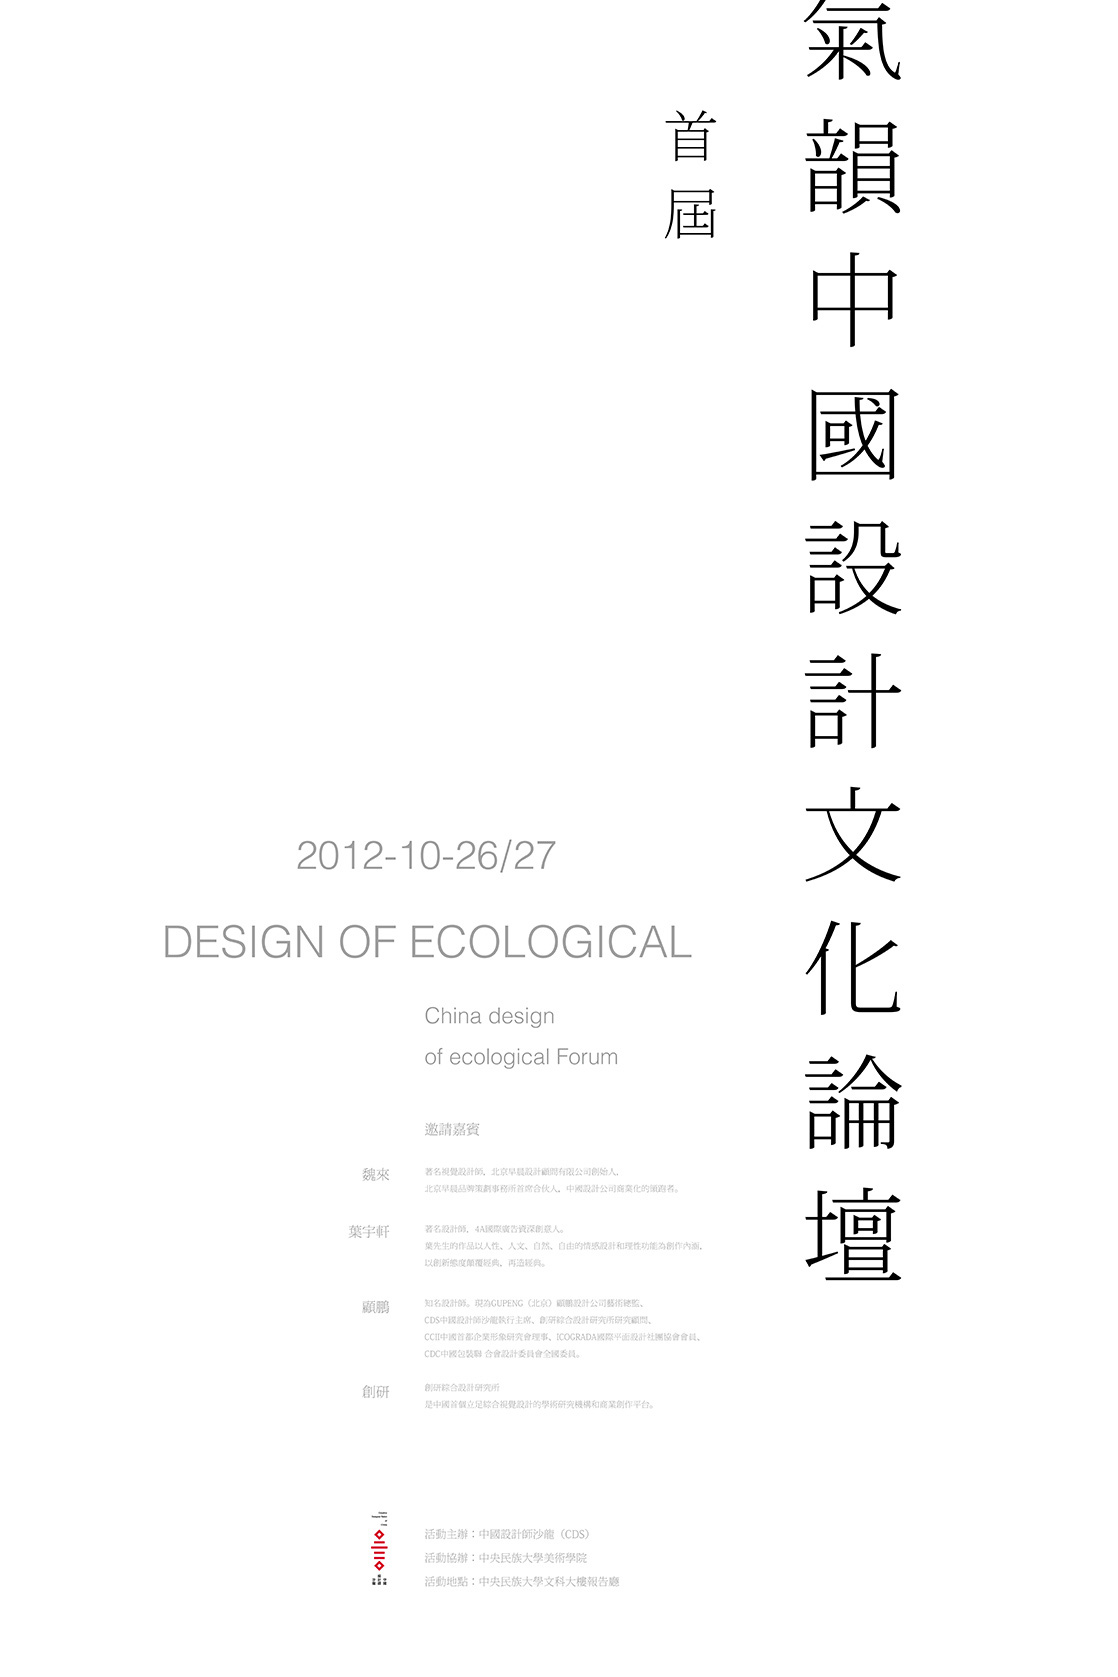 氣韻中國設計文化論壇
首屆
2012-10-26/27
DESIGN OF ECOLOGICAL
China design
of ecological Forum
邀請嘉賓
魏來
著名視覺設計師，北京早晨設計顧問有限公司創始人，
北京早晨品牌策劃事務所首席合伙人，中國設計公司商業化的領跑者。
葉宇軒
著名設計師，4A國際廣告資深創意人。
葉先生的作品以人性、人文、自然、自由的情感設計和理性功能為創作內涵，
以創新態度顛覆經典，再造經典。
顧鵬
知名設計師。現為GUPENG（北京）顧鵬設計公司藝術總監、
CDS中國設計師沙龍執行主席、創研綜合設計研究所研究顧問、
CCII中國首都企業形象研究會理事、ICOGRADA國際平面設計社團協會會員、
CDC中國包裝聯 合會設計委員會全國委員。
創研
創研綜合設計研究所
是中國首個立足綜合視覺設計的學術研究機構和商業創作平台。
活動主辦：中國設計師沙龍（CDS）
活動協辦：中央民族大學美術學院
活動地點：中央民族大學文科大樓報告廳